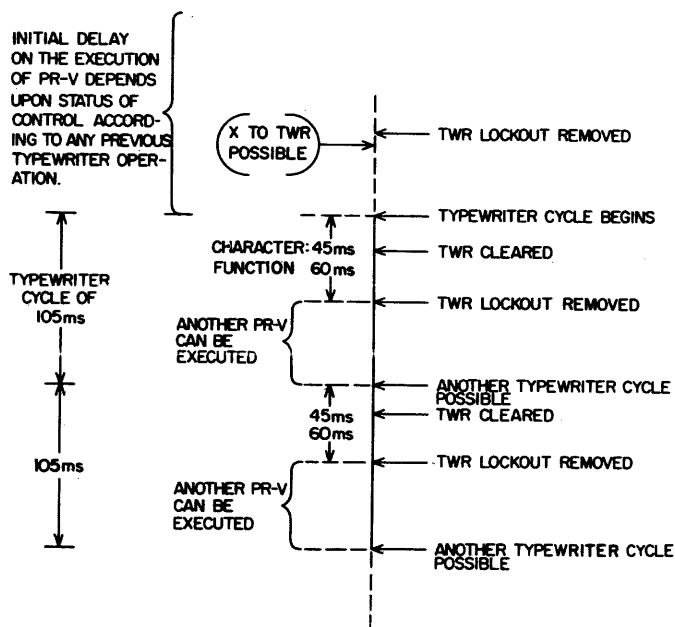 INITIAL DELAY
ON THE EXECUTION
OF PR-V DEPENDS
UPON STATUS OF
CONTROL ACCORD-
ING TO ANY PREVIOUS
TYPEWRITER OPER-
ATION.
X TO TWR
POSSIBLE
TWR LOCKOUT REMOVED
TYPEWRITER CYCLE BEGINS
CHARACTER: 45ms
FUNCTION 60ms
TWR CLEARED
TYPEWRITER
CYCLE OF
105ms
TWR LOCKOUT REMOVED
ANOTHER PR-V
CAN BE
EXECUTED
ANOTHER TYPEWRITER CYCLE
POSSIBLE
45ms
60ms
TWR CLEARED
105ms
TWR LOCKOUT REMOVED
ANOTHER PR-V
CAN BE
EXECUTED
ANOTHER TYPEWRITER CYCLE
POSSIBLE